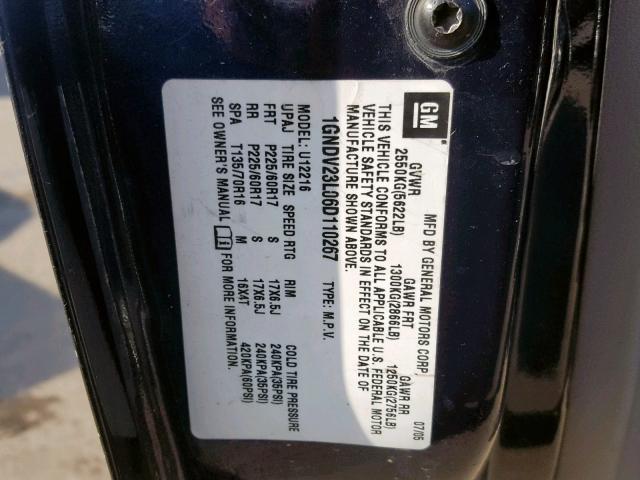 GM
MFD BY GENERAL MOTORS CORP 07/05
GVWR GAWR FRT GAWR RR
2550KG(5622LB) 1300KG(2866LB) 1250KG(2756LB)
THIS VEHICLE CONFORMS TO ALL APPLICABLE U.S. FEDERAL MOTOR
VEHICLE SAFETY STANDARDS IN EFFECT ON THE DATE OF
MANUFACTURE SHOWN ABOVE.
1GNDV23L06D110267 TYPE: M.P.V.
MODEL: U12216
UPAJ TIRE SIZE SPEED RTG RIM COLD TIRE PRESSURE
FRT P225/60R17 S 17X6.5J 240KPA(35PSI)
RR P225/60R17 S 17X6.5J 240KPA(35PSI)
SPA T135/70R16 M 16X4T 420KPA(60PSI)
SEE OWNER'S MANUAL FOR MORE INFORMATION.